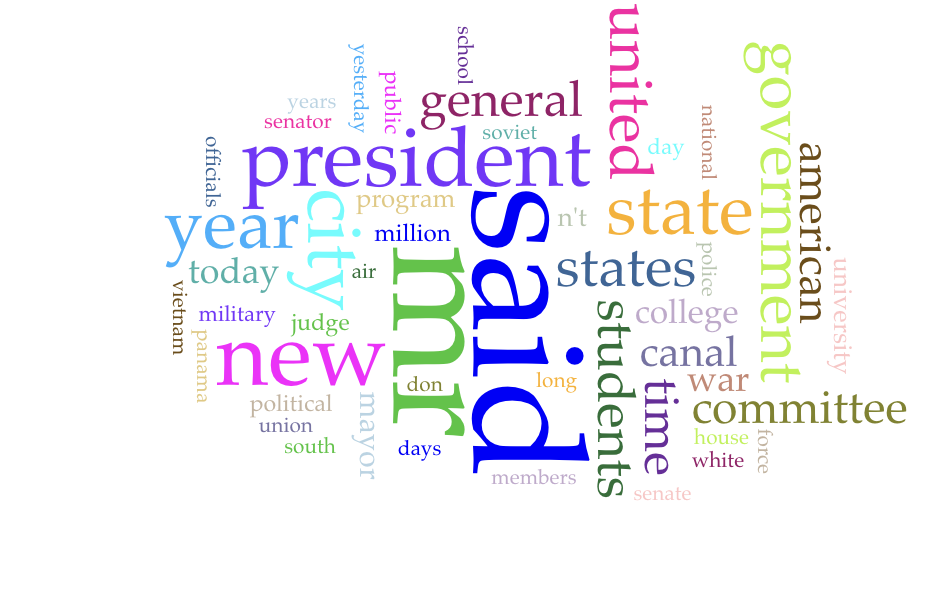 united
school
government
yesterday
public
general
years
senator
soviet
national
day
american
officials
president
program
said
state
n't
year
city
million
mr
states
police
today
air
university
vietnam
military
judge
students
college
panama
new
canal
don
long
time
war
political
mayor
committee
union
south
days
house
force
white
members
senate